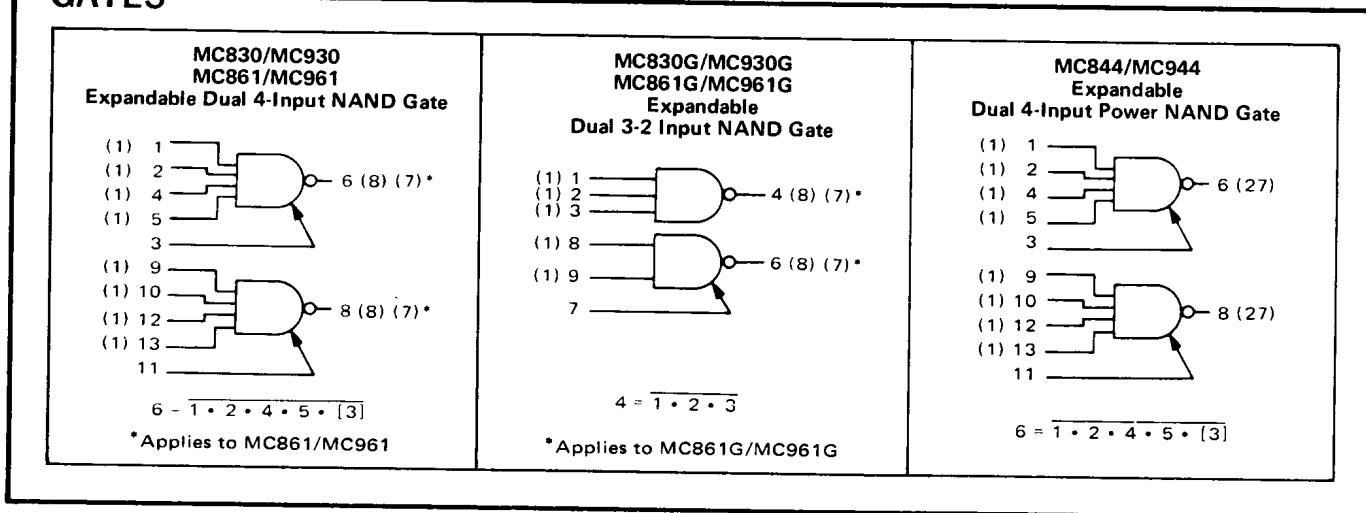 GATES
MC830/MC930
MC861/MC961
Expandable Dual 4-Input NAND Gate
(1) 1
(1) 2
(1) 4
(1) 5
3
6 (8) (7)*
(1) 9
(1) 10
(1) 12
(1) 13
11
8 (8) (7)*
6 - 1 • 2 • 4 • 5 • [3]
*Applies to MC861/MC961
MC830G/MC930G
MC861G/MC961G
Expandable
Dual 3-2 Input NAND Gate
(1) 1
(1) 2
(1) 3
4 (8) (7)*
(1) 8
(1) 9
7
6 (8) (7)*
4 = 1 • 2 • 3
*Applies to MC861G/MC961G
MC844/MC944
Expandable
Dual 4-Input Power NAND Gate
(1) 1
(1) 2
(1) 4
(1) 5
3
6 (27)
(1) 9
(1) 10
(1) 12
(1) 13
11
8 (27)
6 = 1 • 2 • 4 • 5 • [3]